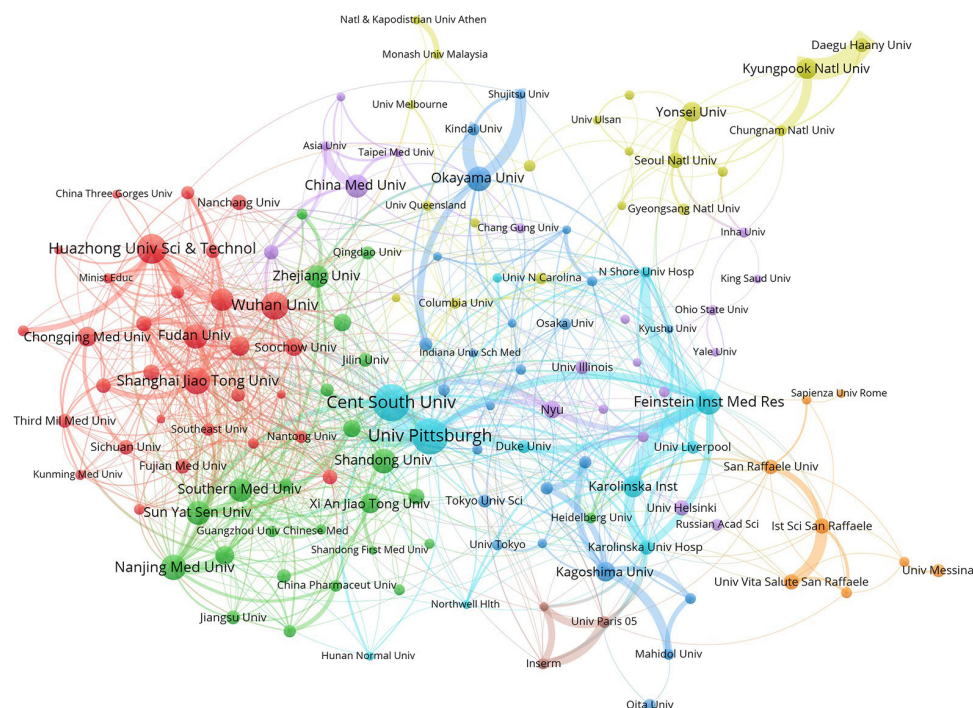 Natl & Kapodistrian Univ Athen
Daegu Haany Univ
Monash Univ Malaysia
Kyungpook Natl Univ
Shujitsu Univ
Univ Melbourne
Yonsei Univ
Univ Ulsan
Kindai Univ
Chungnam Natl Univ
Asia Univ
Taipei Med Univ
Seoul Natl Univ
Okayama Univ
China Med Univ
China Three Gorges Univ
Nanchang Univ
Univ Queensland
Gyeongsang Natl Univ
Chang Gung Univ
Inha Univ
Huazhong Univ Sci & Technol
Qingdao Univ
Minist Educ
Zhejiang Univ
Univ N Carolina
N Shore Univ Hosp
King Saud Univ
Wuhan Univ
Columbia Univ
Ohio State Univ
Osaka Univ
Kyushu Univ
Chongqing Med Univ
Fudan Univ
Soochow Univ
Indiana Univ Sch Med
Yale Univ
Jilin Univ
Univ Illinois
Shanghai Jiao Tong Univ
Sapienza Univ Rome
Cent South Univ
Feinstein Inst Med Res
Nyu
Third Mil Med Univ
Southeast Univ
Nantong Univ
Univ Pittsburgh
Sichuan Univ
Duke Univ
Univ Liverpool
Shandong Univ
Fujian Med Univ
San Raffaele Univ
Kunming Med Univ
Southern Med Univ
Karolinska Inst
Xi An Jiao Tong Univ
Tokyo Univ Sci
Univ Helsinki
Sun Yat Sen Univ
Heidelberg Univ
Russian Acad Sci
Ist Sci San Raffaele
Guangzhou Univ Chinese Med
Univ Tokyo
Karolinska Univ Hosp
Shandong First Med Univ
Nanjing Med Univ
Kagoshima Univ
Univ Messina
Univ Vita Salute San Raffaele
China Pharmaceut Univ
Northwell Hlth
Jiangsu Univ
Univ Paris 05
Hunan Normal Univ
Mahidol Univ
Inserm
Oita Univ